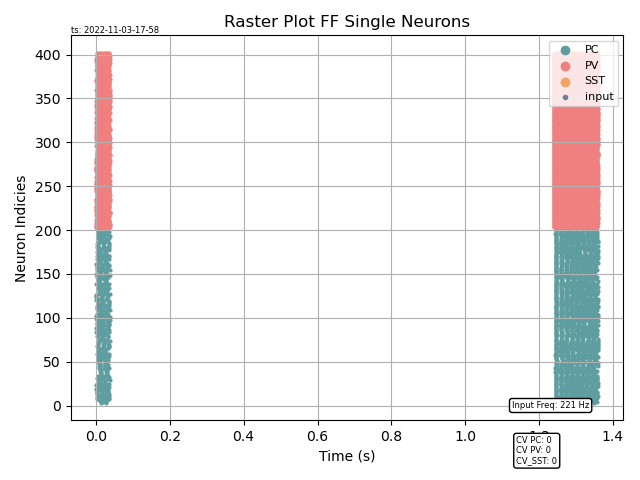 Raster Plot FF Single Neurons
ts: 2022-11-03-17-58
PC
PV
SST
input
400
350
300
250
200
150
100
50
0
Neuron Indicies
Input Freq: 221 Hz
0.0 0.2 0.4 0.6 0.8 1.0 1.2 1.4
Time (s)
CV PC: 0
CV PV: 0
CV_SST: 0